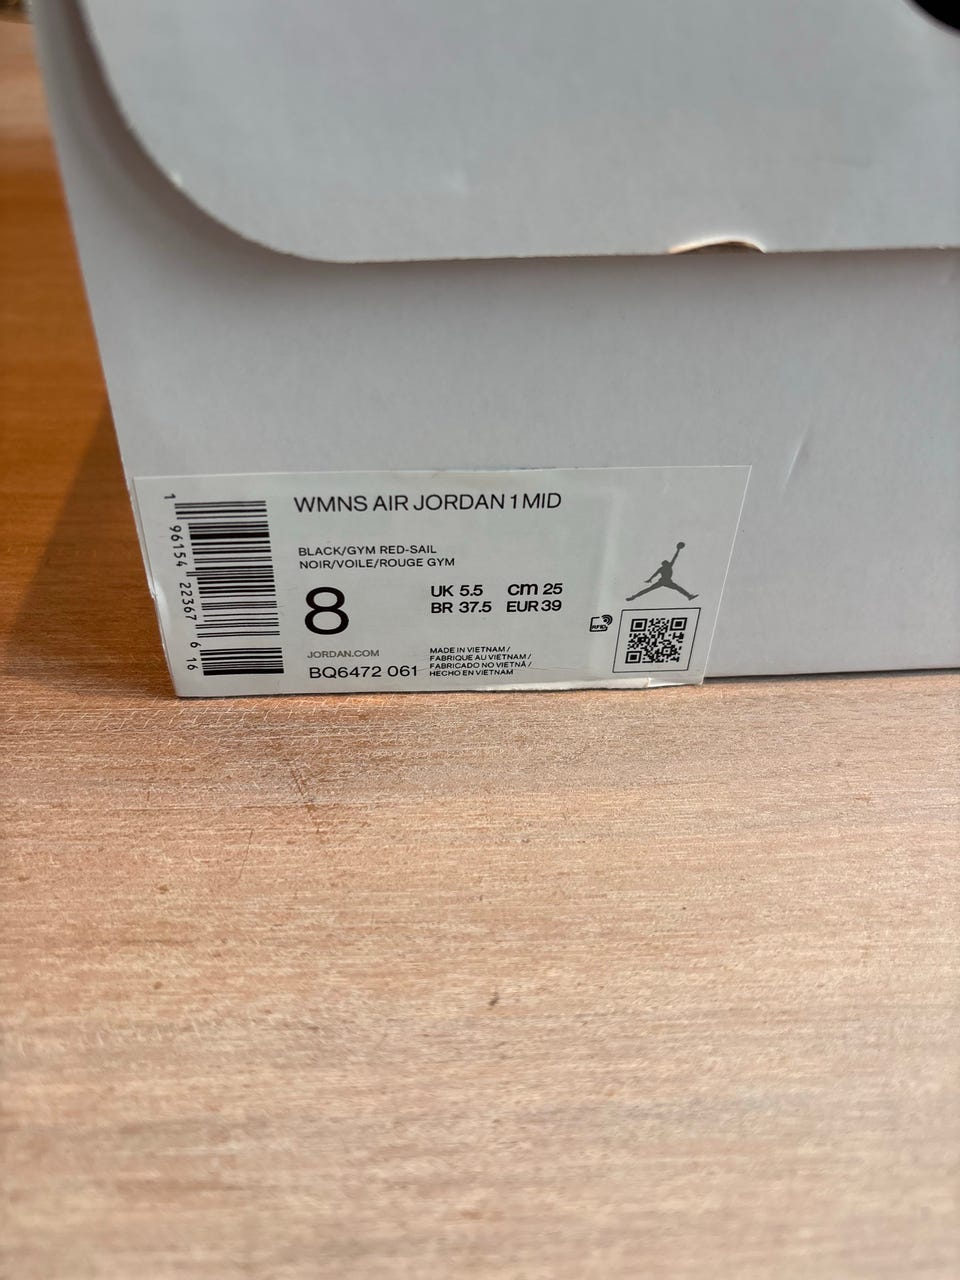 WMNS AIR JORDAN 1 MID
BLACK/GYM RED-SAIL
NOIR/VOILE/ROUGE GYM
8
UK 5.5 cm 25
BR 37.5 EUR 39
JORDAN.COM
BQ6472 061
MADE IN VIETNAM /
FABRIQUE AU VIETNAM /
FABRICADO NO VIETNÃ /
HECHO EN VIETNAM
RFID
1 96154 22367 6 16